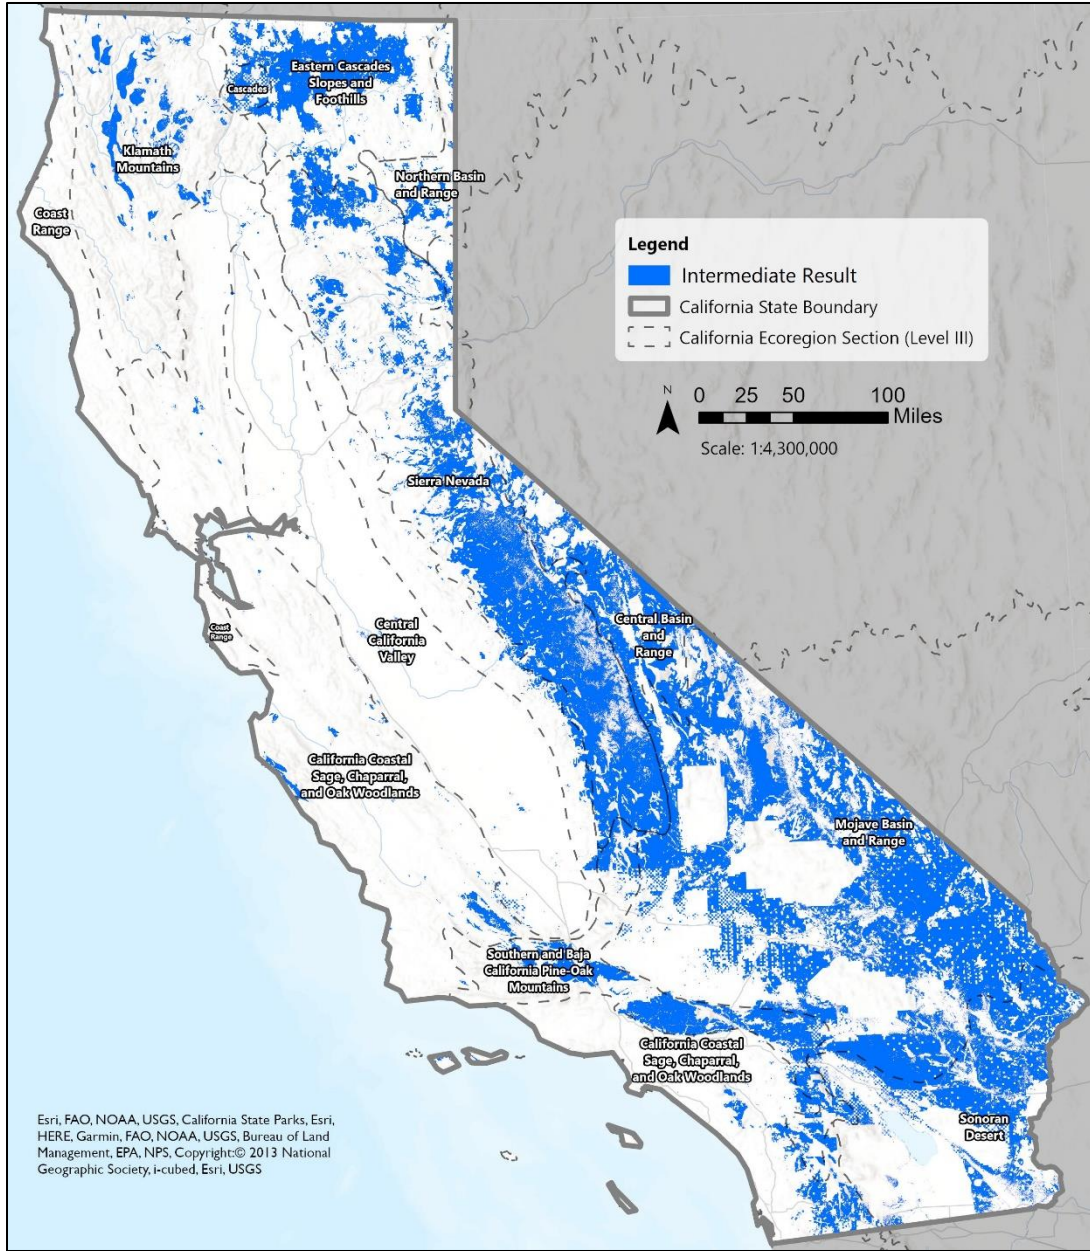 Eastern Cascades
Slopes and
Foothills
Cascades
Klamath
Mountains
Northern Basin
and Range
Coast
Range
Legend
Intermediate Result
California State Boundary
California Ecoregion Section (Level III)
N
0 25 50 100
Miles
Scale: 1:4,300,000
Sierra Nevada
Central Basin
and
Range
Coast
Range
Central
California
Valley
California Coastal
Sage, Chaparral,
and Oak Woodlands
Mojave Basin
and Range
Southern and Baja
California Pine-Oak
Mountains
California Coastal
Sage, Chaparral,
and Oak Woodlands
Sonoran
Desert
Esri, FAO, NOAA, USGS, California State Parks, Esri,
HERE, Garmin, FAO, NOAA, USGS, Bureau of Land
Management, EPA, NPS, Copyright:© 2013 National
Geographic Society, i-cubed, Esri, USGS